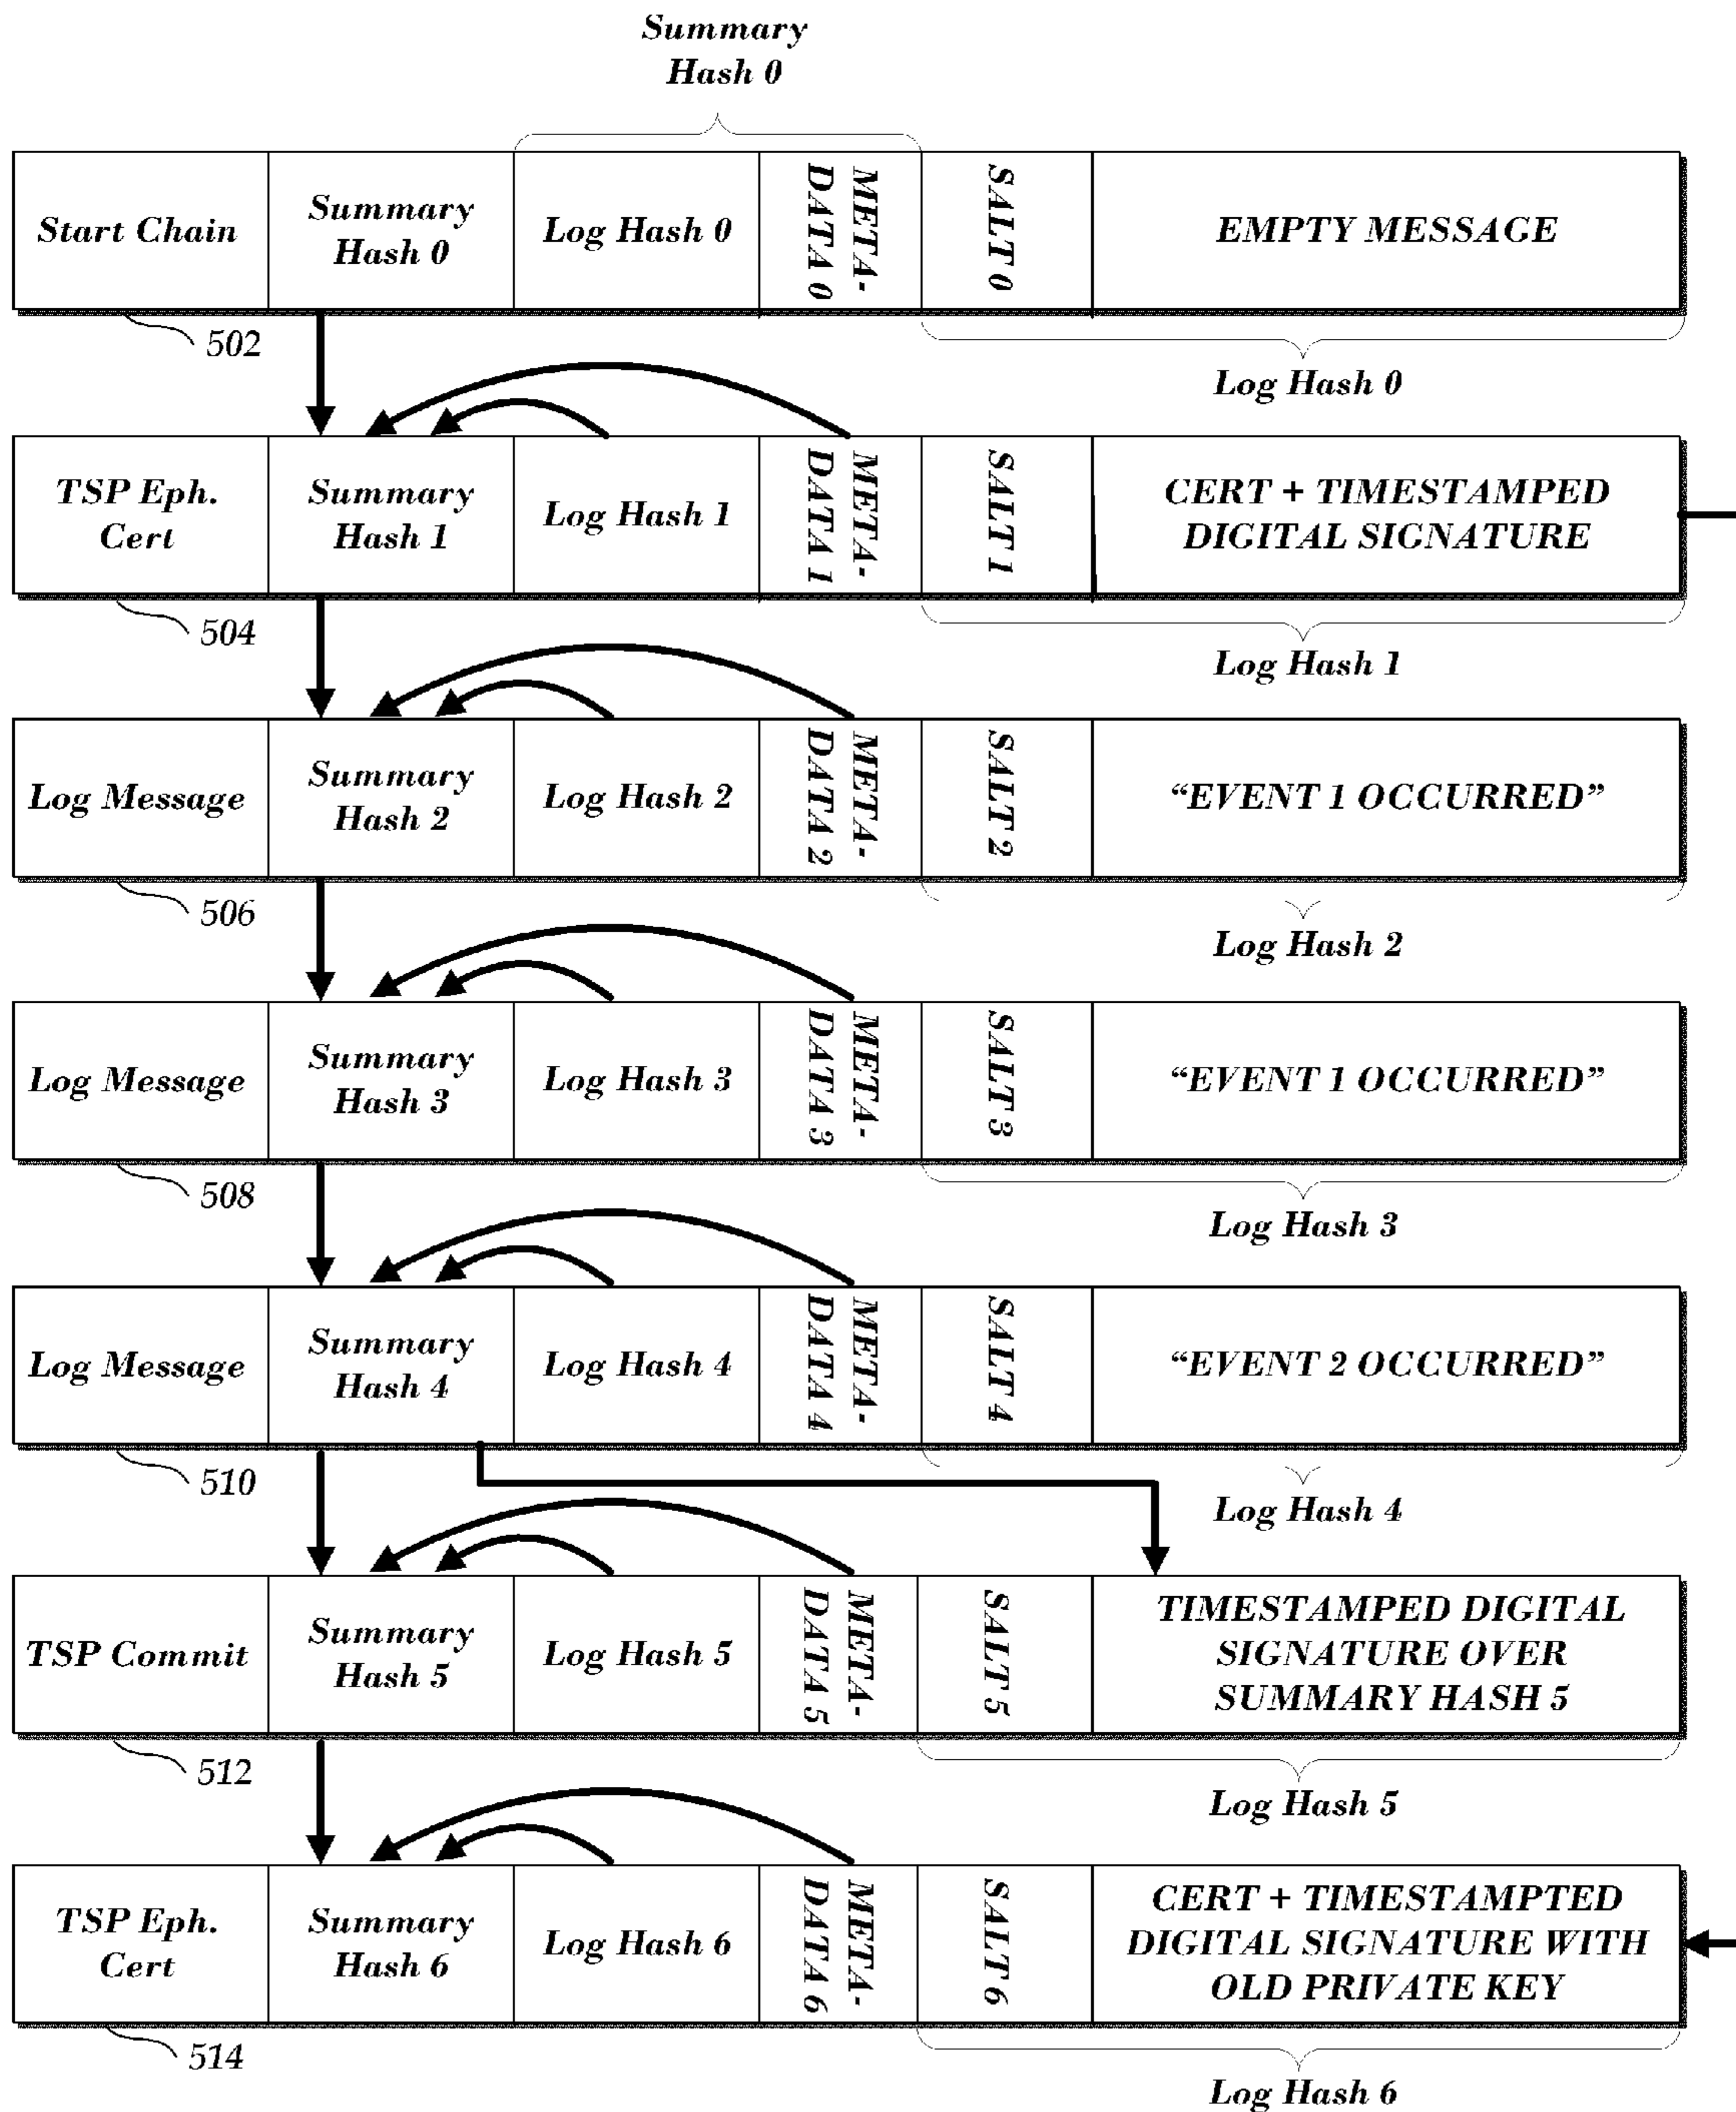 Summary
Hash 0
Start Chain
Summary
Hash 0
Log Hash 0
META-
DATA 0
SALT 0
EMPTY MESSAGE
502
Log Hash 0
TSP Eph.
Cert
Summary
Hash 1
Log Hash 1
META-
DATA 1
SALT 1
CERT + TIMESTAMPED
DIGITAL SIGNATURE
504
Log Hash 1
Log Message
Summary
Hash 2
Log Hash 2
META-
DATA 2
SALT 2
“EVENT 1 OCCURRED”
506
Log Hash 2
Log Message
Summary
Hash 3
Log Hash 3
META-
DATA 3
SALT 3
“EVENT 1 OCCURRED”
508
Log Hash 3
Log Message
Summary
Hash 4
Log Hash 4
META-
DATA 4
SALT 4
“EVENT 2 OCCURRED”
510
Log Hash 4
TSP Commit
Summary
Hash 5
Log Hash 5
META-
DATA 5
SALT 5
TIMESTAMPED DIGITAL
SIGNATURE OVER
SUMMARY HASH 5
512
Log Hash 5
TSP Eph.
Cert
Summary
Hash 6
Log Hash 6
META-
DATA 6
SALT 6
CERT + TIMESTAMPTED
DIGITAL SIGNATURE WITH
OLD PRIVATE KEY
514
Log Hash 6